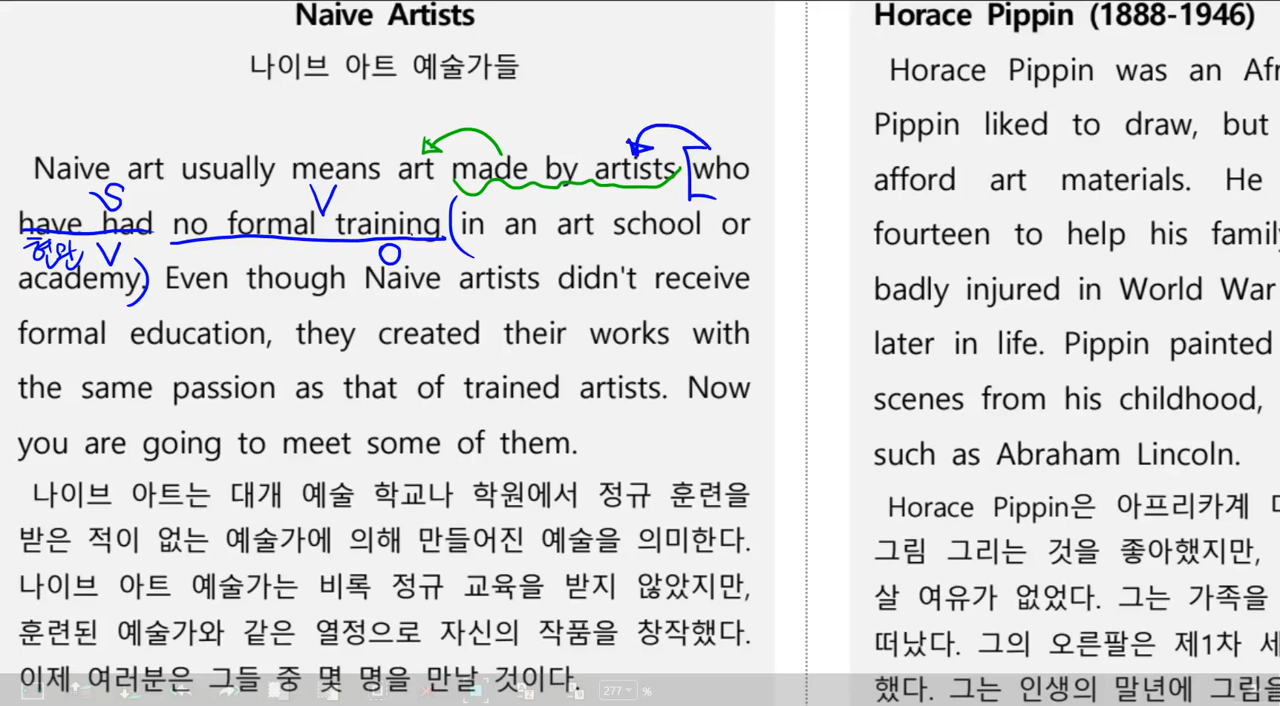 Naive Artists
나이브 아트 예술가들
Naive art usually means art made by artists who
S
V
have had no formal training (in an art school or
현완 V
O
academy.) Even though Naive artists didn't receive
formal education, they created their works with
the same passion as that of trained artists. Now
you are going to meet some of them.
나이브 아트는 대개 예술 학교나 학원에서 정규 훈련을
받은 적이 없는 예술가에 의해 만들어진 예술을 의미한다.
나이브 아트 예술가는 비록 정규 교육을 받지 않았지만,
훈련된 예술가와 같은 열정으로 자신의 작품을 창작했다.
이제 여러분은 그들 중 몇 명을 만날 것이다.
Horace Pippin (1888-1946)
Horace Pippin was an Afr
Pippin liked to draw, but
afford art materials. He
fourteen to help his family
badly injured in World War
later in life. Pippin painted
scenes from his childhood,
such as Abraham Lincoln.
Horace Pippin은 아프리카계
그림 그리는 것을 좋아했지만,
살 여유가 없었다. 그는 가족을
떠났다. 그의 오른팔은 제1차 세
했다. 그는 인생의 말년에 그림을
277 %